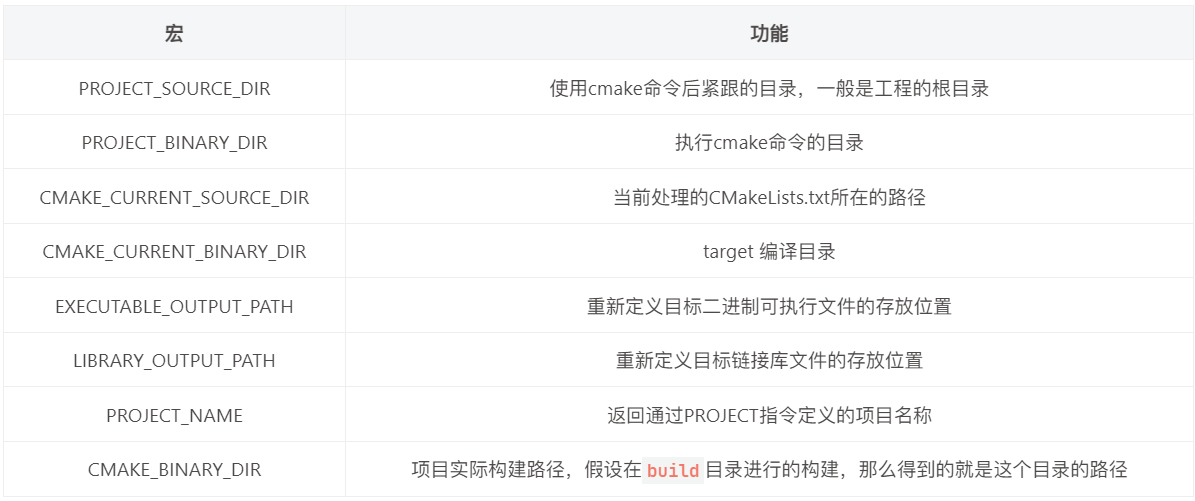 宏 功能
PROJECT_SOURCE_DIR 使用cmake命令后紧跟的目录，一般是工程的根目录
PROJECT_BINARY_DIR 执行cmake命令的目录
CMAKE_CURRENT_SOURCE_DIR 当前处理的CMakeLists.txt所在的路径
CMAKE_CURRENT_BINARY_DIR target 编译目录
EXECUTABLE_OUTPUT_PATH 重新定义目标二进制可执行文件的存放位置
LIBRARY_OUTPUT_PATH 重新定义目标链接库文件的存放位置
PROJECT_NAME 返回通过PROJECT指令定义的项目名称
CMAKE_BINARY_DIR 项目实际构建路径，假设在build目录进行的构建，那么得到的就是这个目录的路径